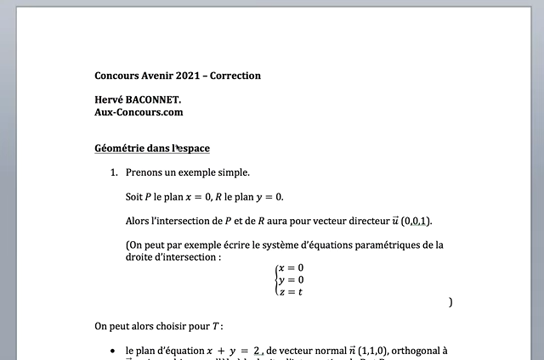 Concours Avenir 2021 – Correction
Hervé BACONNET.
Aux-Concours.com
Géométrie dans l'espace
1. Prenons un exemple simple.
Soit P le plan x = 0, R le plan y = 0.
Alors l'intersection de P et de R aura pour vecteur directeur u⃗ (0,0,1).
(On peut par exemple écrire le système d'équations paramétriques de la
droite d'intersection :
{x = 0
y = 0
z = t
)
On peut alors choisir pour T :
• le plan d'équation x + y = 2, de vecteur normal n⃗ (1,1,0), orthogonal à